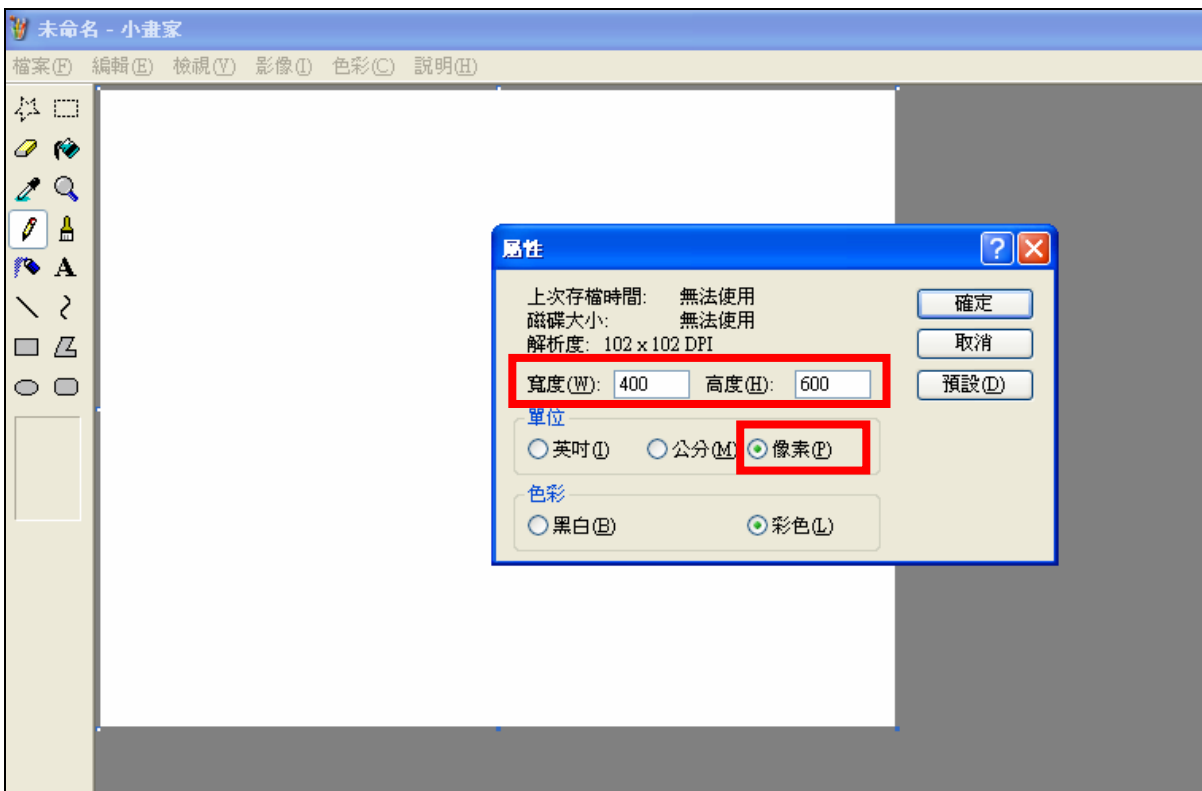 未命名 - 小畫家
檔案(F) 編輯(E) 檢視(V) 影像(I) 色彩(C) 說明(H)
A
屬性
上次存檔時間: 無法使用
磁碟大小: 無法使用
解析度: 102 x 102 DPI
寬度(W): 400 高度(H): 600
單位
英吋(I) 公分(M) 像素(P)
色彩
黑白(B) 彩色(L)
確定
取消
預設(D)